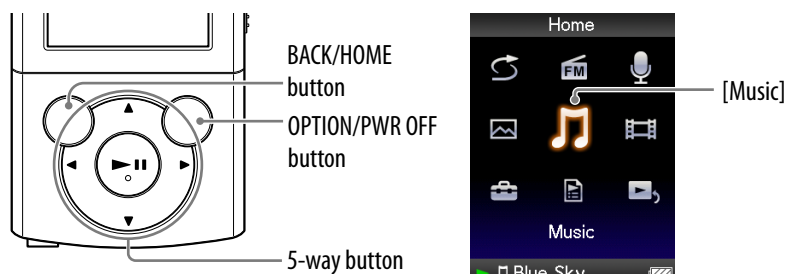 BACK/HOME
button
OPTION/PWR OFF
button
5-way button
Home
FM
[Music]
Music
Blue Sky